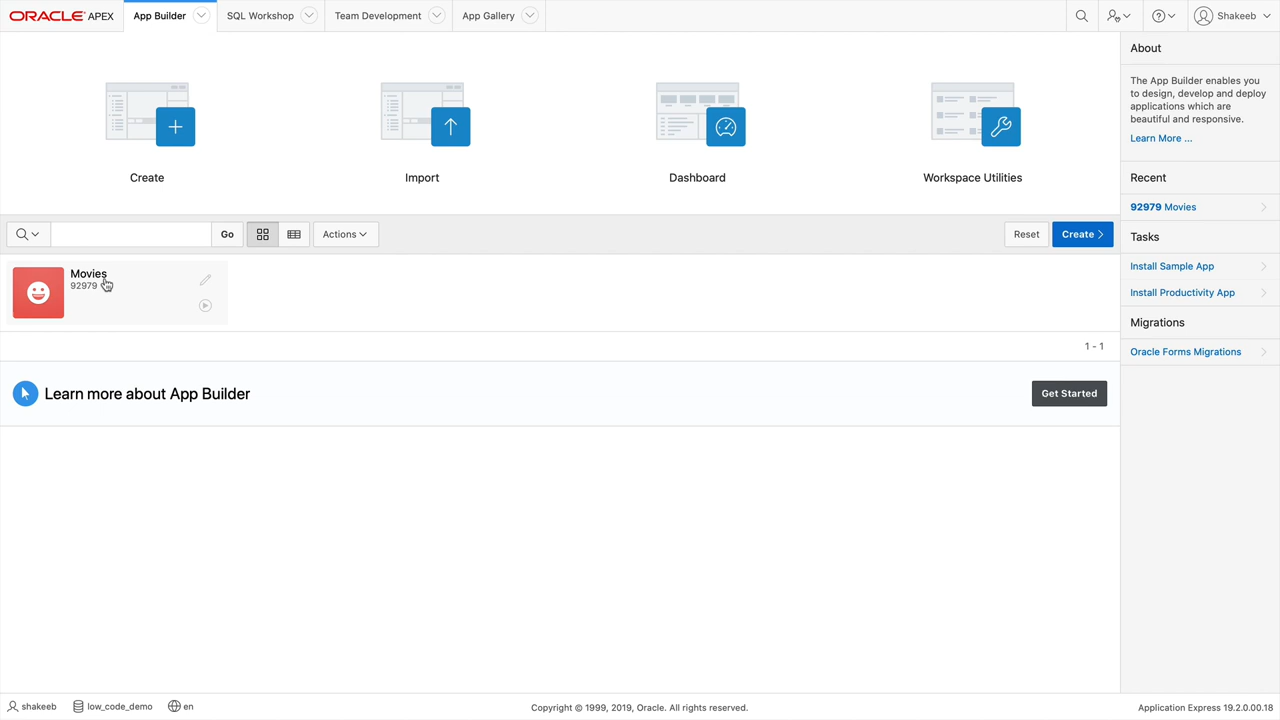 ORACLE APEX
App Builder
SQL Workshop
Team Development
App Gallery
Shakeeb
Create
Import
Dashboard
Workspace Utilities
Go
Actions
Reset
Create
Movies
92979
1 - 1
Learn more about App Builder
Get Started
About
The App Builder enables you
to design, develop and deploy
applications which are
beautiful and responsive.
Learn More ...
Recent
92979 Movies
Tasks
Install Sample App
Install Productivity App
Migrations
Oracle Forms Migrations
shakeeb
low_code_demo
en
Copyright © 1999, 2019, Oracle. All rights reserved.
Application Express 19.2.0.00.18